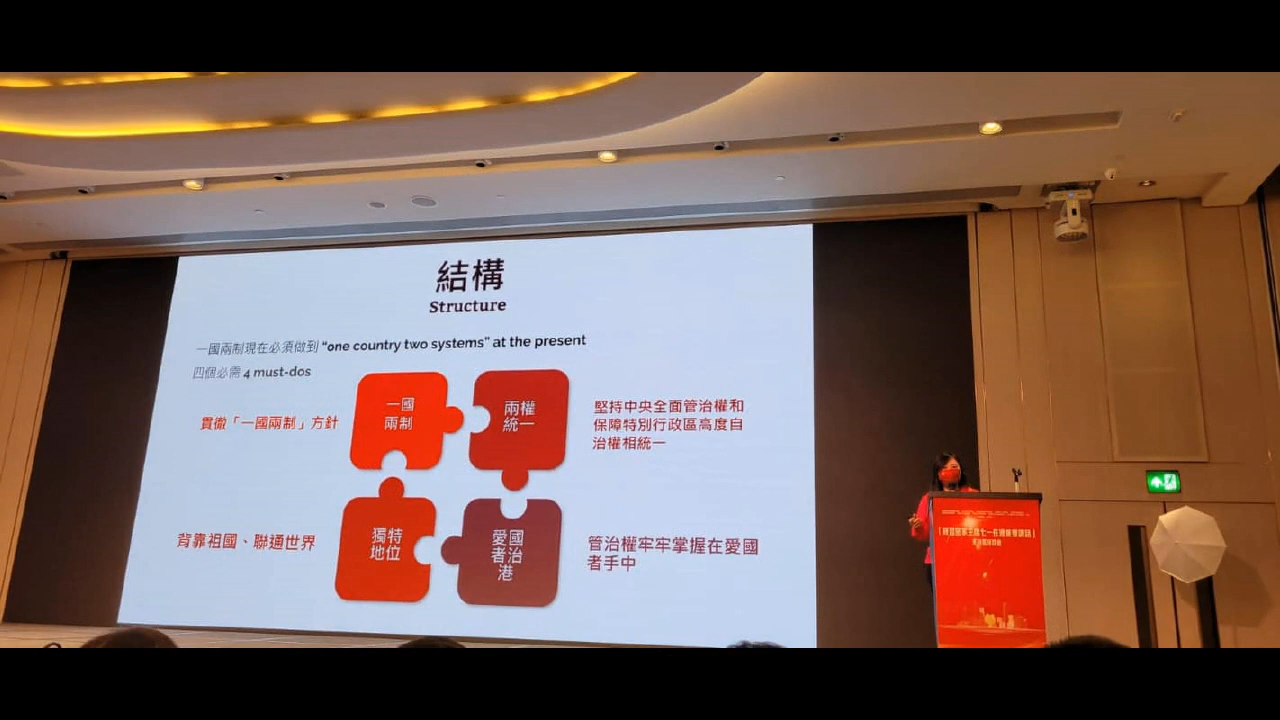 結構
Structure
一國兩制現在必須做到 “one country two systems” at the present
四個必需 4 must-dos
貫徹「一國兩制」方針
一國
兩制
兩權
統一
堅持中央全面管治權和
保障特別行政區高度自
治權相統一
背靠祖國、聯通世界
獨特
地位
愛國
者治
港
管治權牢牢掌握在愛國
者手中